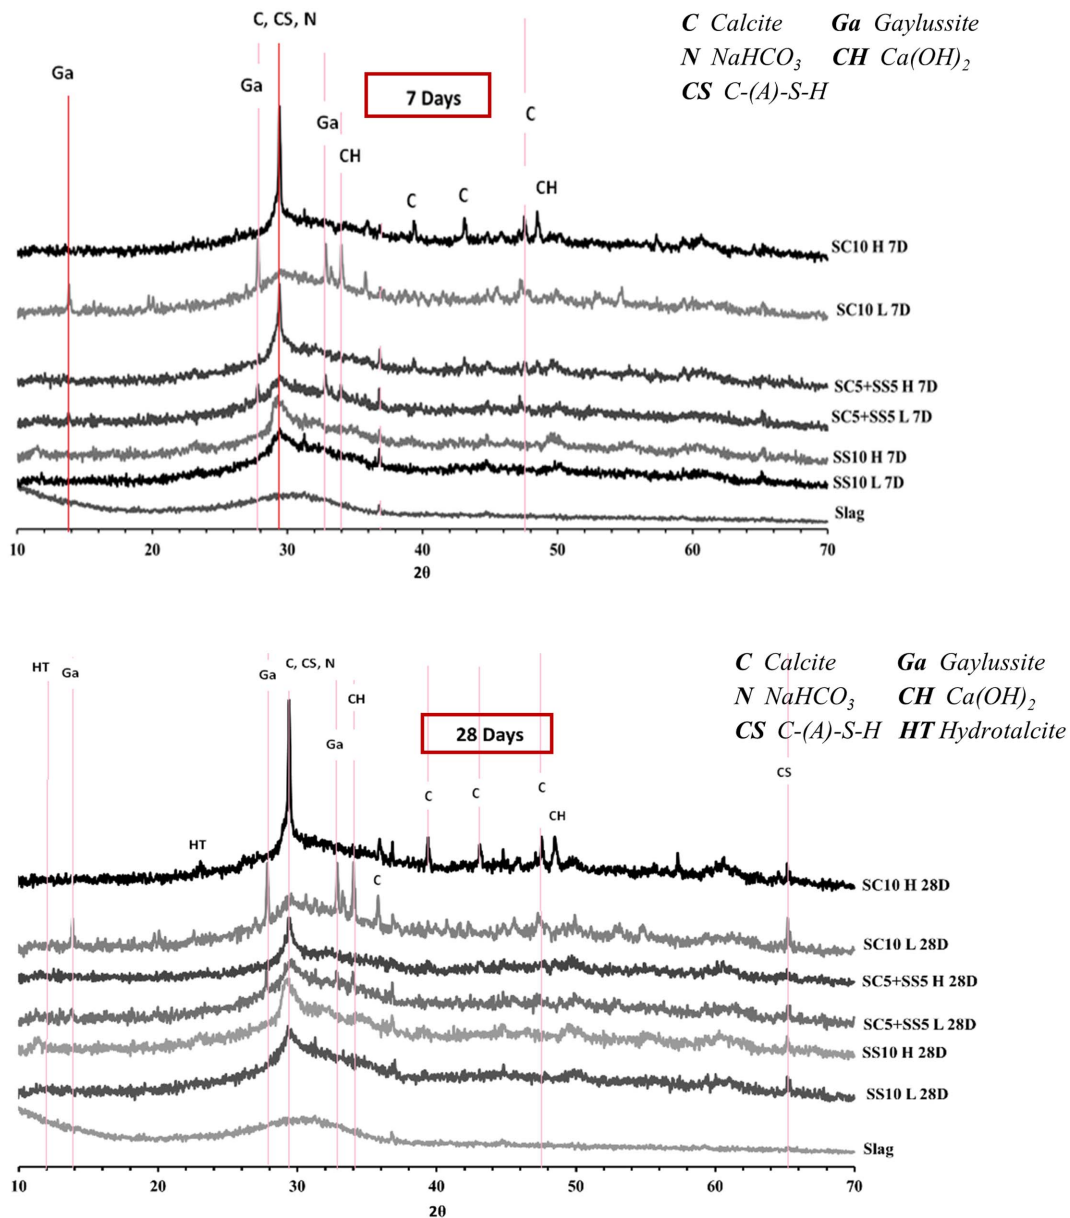 C Calcite Ga Gaylussite
N NaHCO3 CH Ca(OH)2
CS C-(A)-S-H
C, CS, N
Ga
Ga
7 Days
Ga
C
CH
CH
C
C
SC10 H 7D
SC10 L 7D
SC5+SS5 H 7D
SC5+SS5 L 7D
SS10 H 7D
SS10 L 7D
Slag
10 20 30 40 50 60 70
2θ
C Calcite Ga Gaylussite
N NaHCO3 CH Ca(OH)2
CS C-(A)-S-H HT Hydrotalcite
HT
Ga
Ga
C, CS, N
CH
28 Days
Ga
CS
C
C
C
CH
HT
C
SC10 H 28D
SC10 L 28D
SC5+SS5 H 28D
SC5+SS5 L 28D
SS10 H 28D
SS10 L 28D
Slag
10 20 30 40 50 60 70
2θ